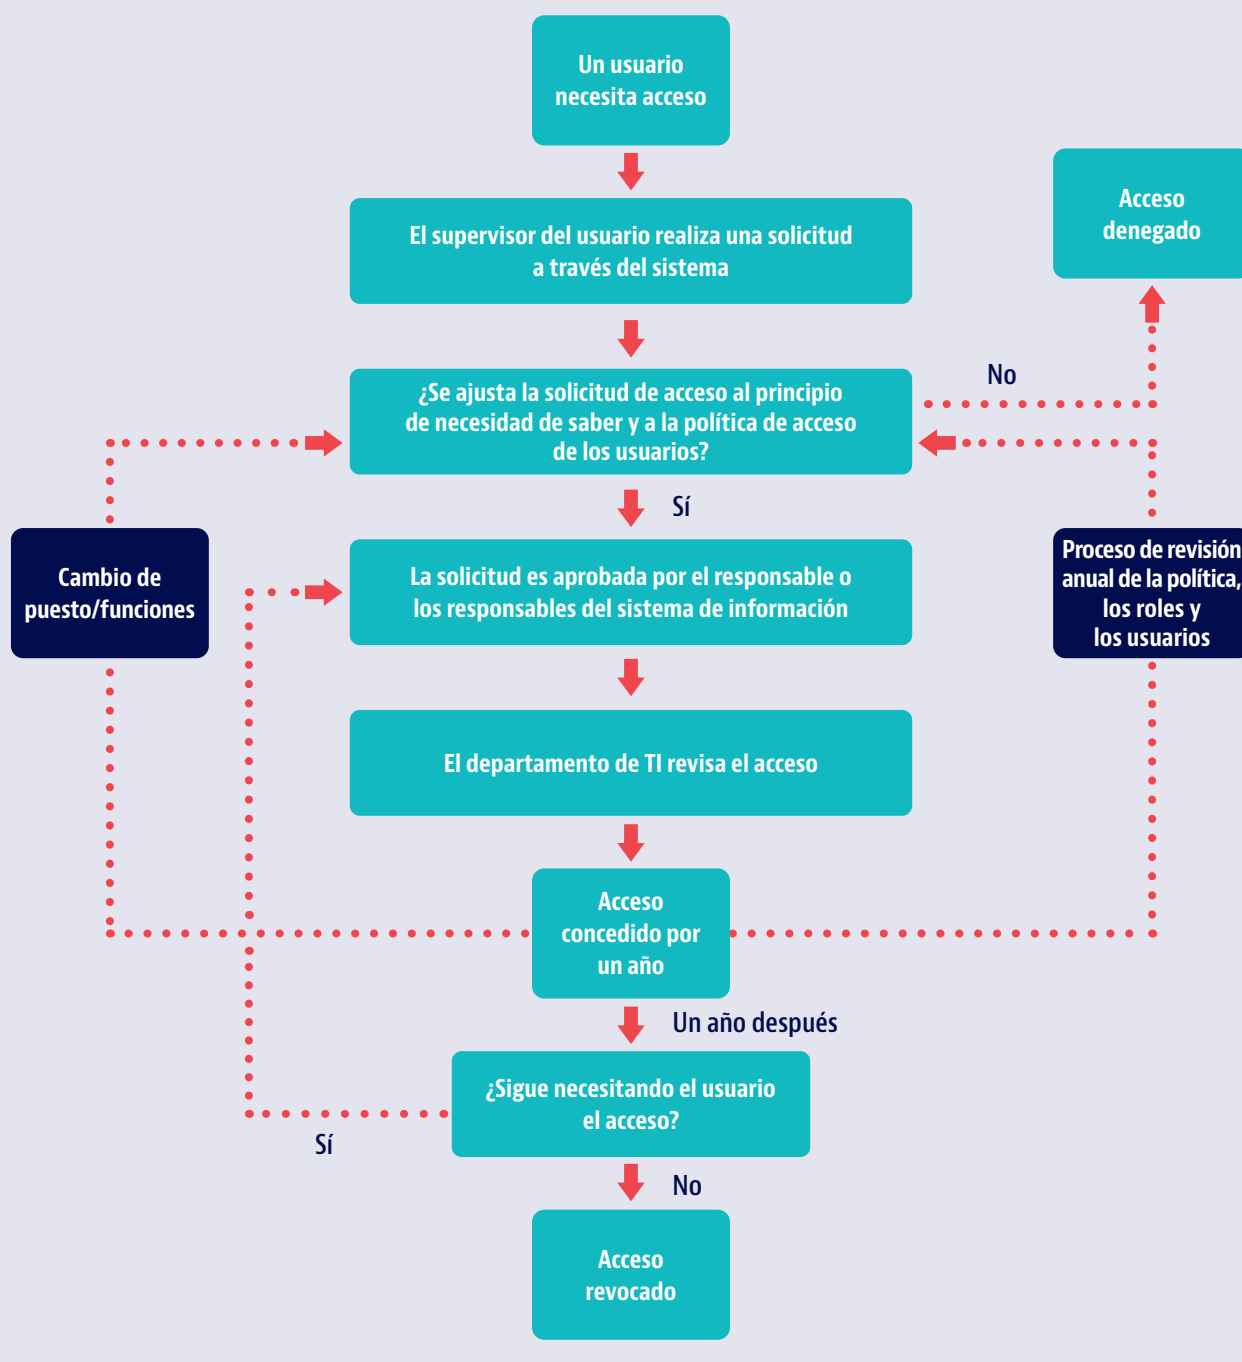 Un usuario
necesita acceso
El supervisor del usuario realiza una solicitud
a través del sistema
Acceso
denegado
No
¿Se ajusta la solicitud de acceso al principio
de necesidad de saber y a la política de acceso
de los usuarios?
Sí
Cambio de
puesto/funciones
La solicitud es aprobada por el responsable o
los responsables del sistema de información
Proceso de revisión
anual de la política,
los roles y
los usuarios
El departamento de TI revisa el acceso
Acceso
concedido por
un año
Un año después
¿Sigue necesitando el usuario
el acceso?
Sí
No
Acceso
revocado